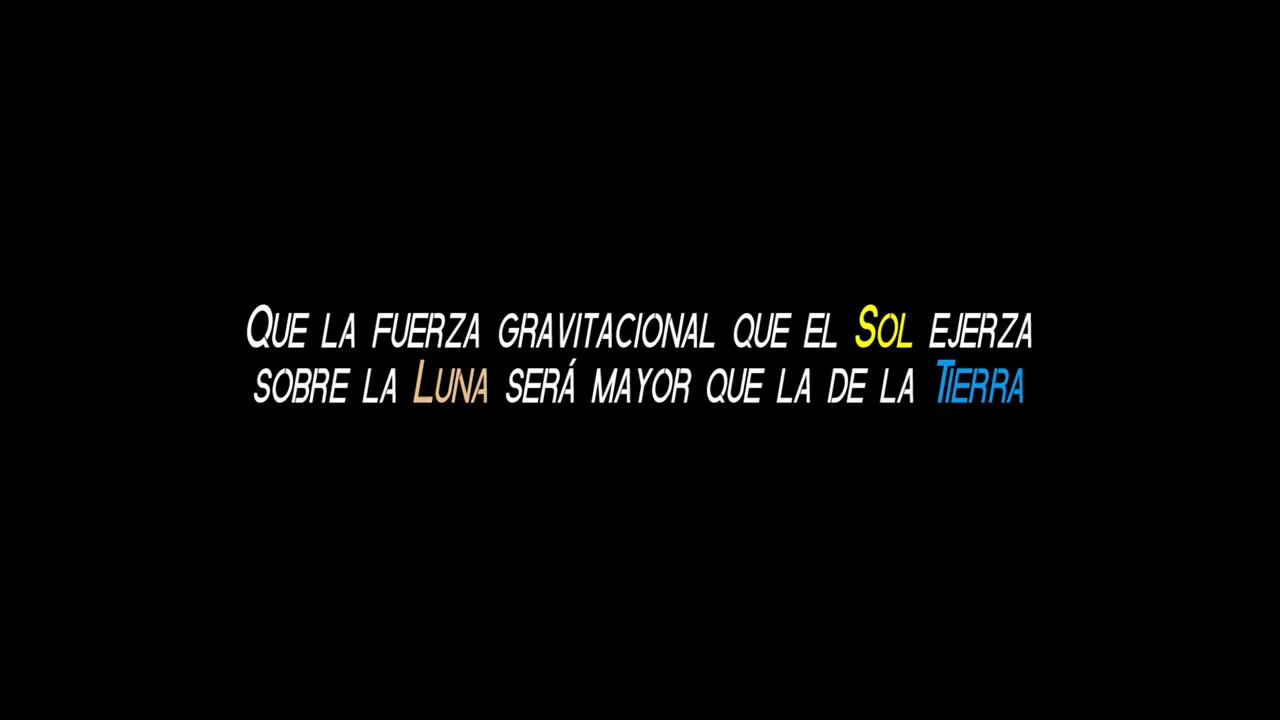 Que la fuerza gravitacional que el Sol ejerza
sobre la Luna será mayor que la de la Tierra